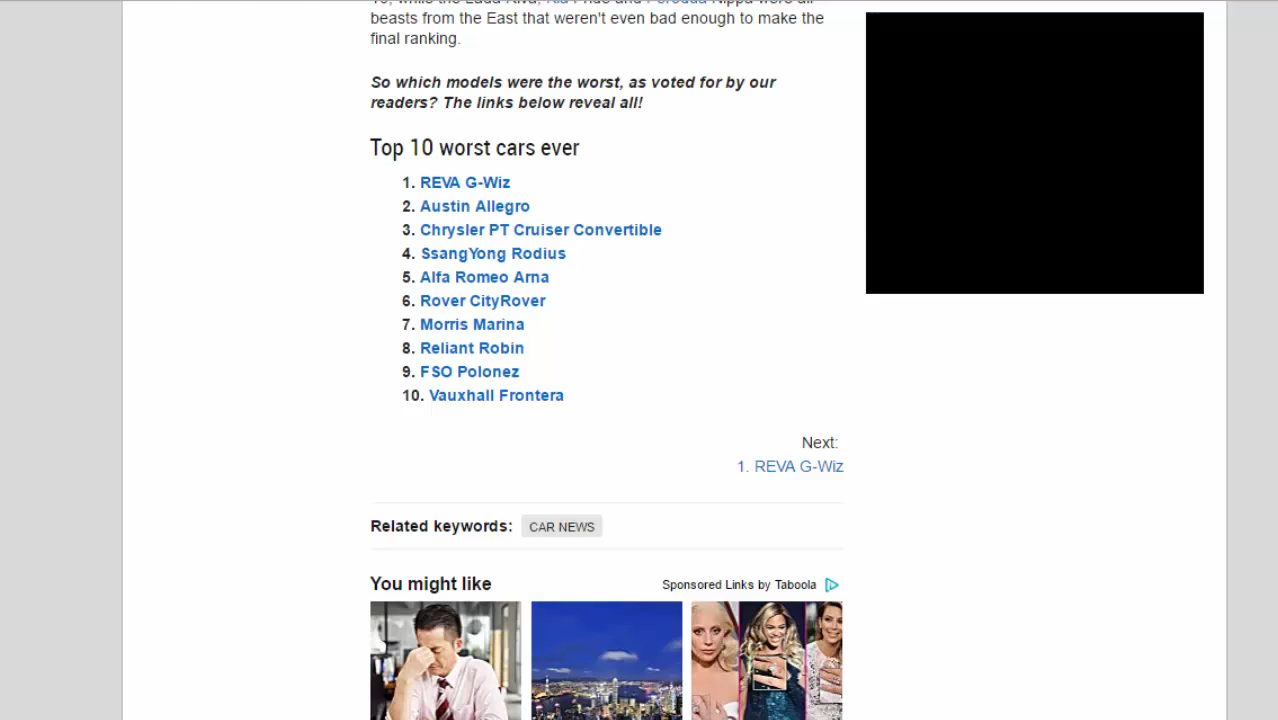 beasts from the East that weren't even bad enough to make the
final ranking.
So which models were the worst, as voted for by our
readers? The links below reveal all!
Top 10 worst cars ever
1. REVA G-Wiz
2. Austin Allegro
3. Chrysler PT Cruiser Convertible
4. SsangYong Rodius
5. Alfa Romeo Arna
6. Rover CityRover
7. Morris Marina
8. Reliant Robin
9. FSO Polonez
10. Vauxhall Frontera
Next:
1. REVA G-Wiz
Related keywords: CAR NEWS
You might like Sponsored Links by Taboola